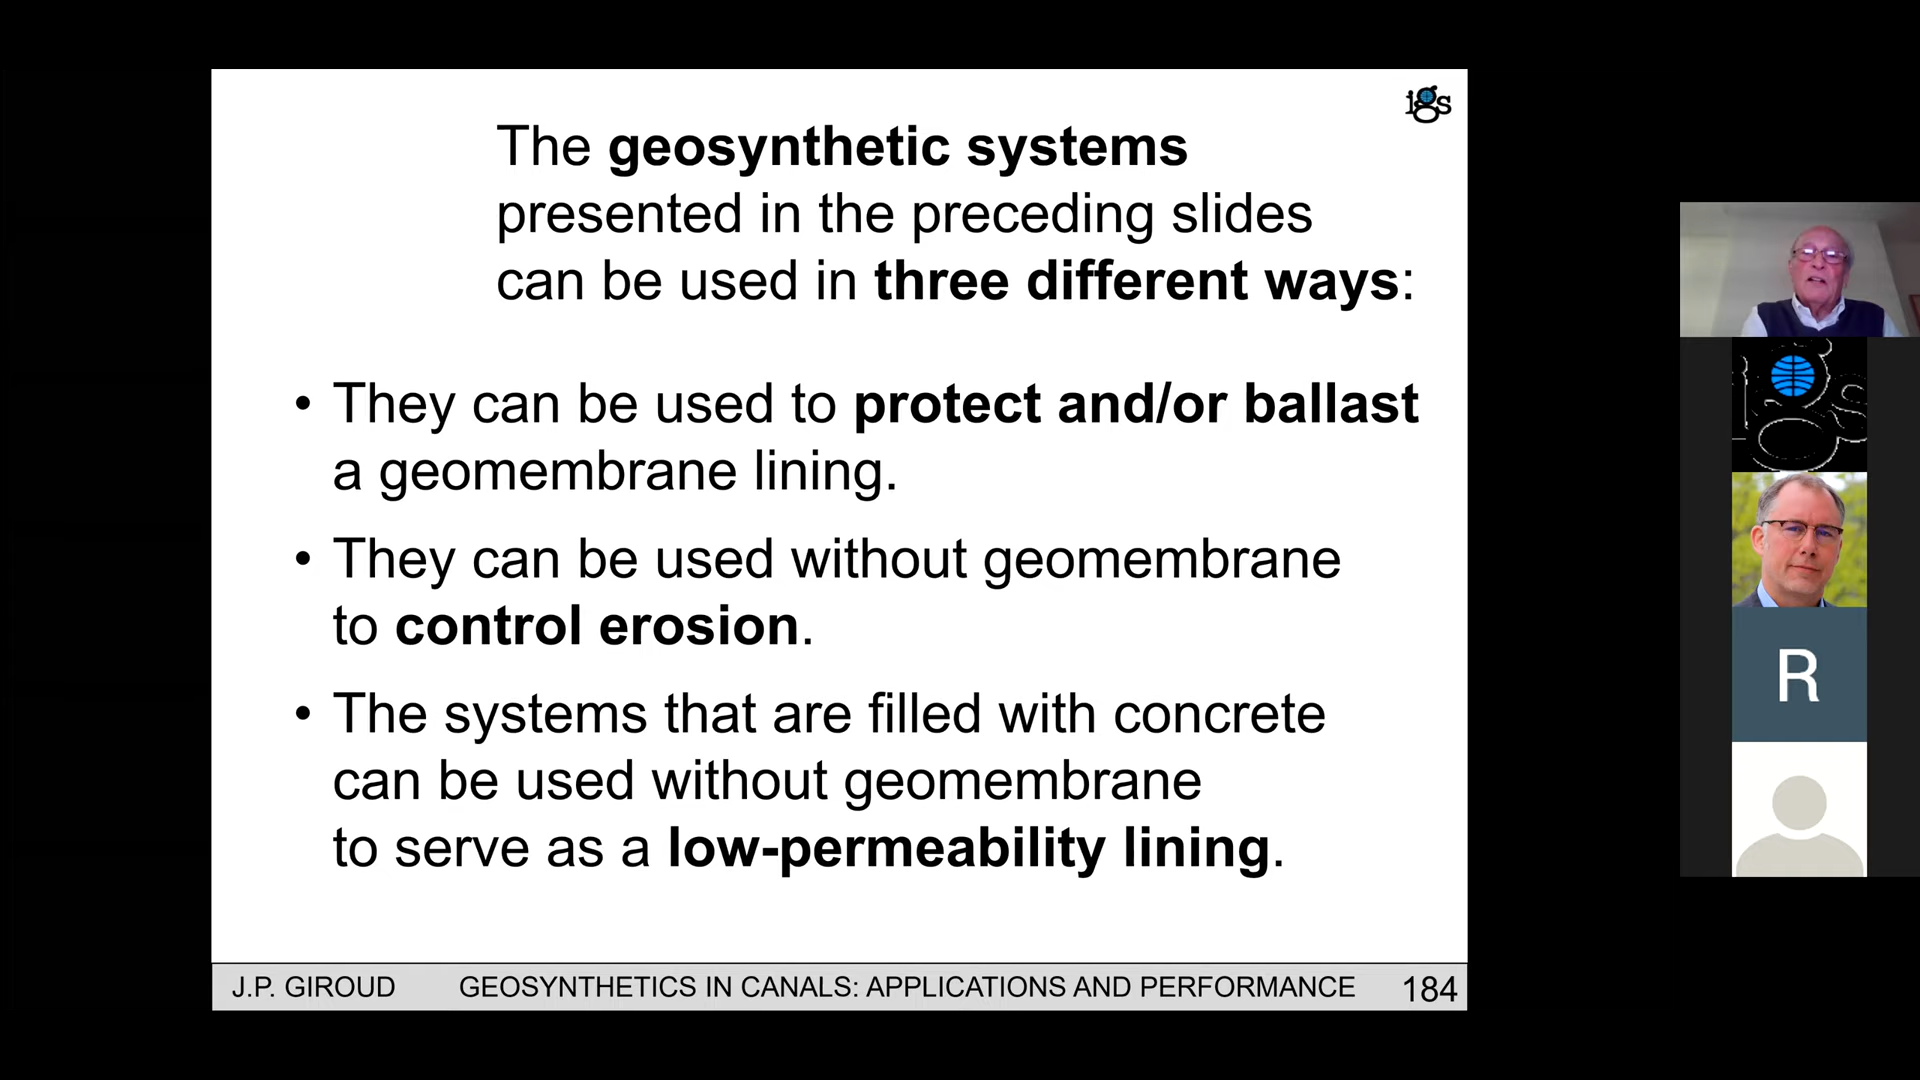 igs
The geosynthetic systems
presented in the preceding slides
can be used in three different ways:
• They can be used to protect and/or ballast
a geomembrane lining.
• They can be used without geomembrane
to control erosion.
• The systems that are filled with concrete
can be used without geomembrane
to serve as a low-permeability lining.
J.P. GIROUD GEOSYNTHETICS IN CANALS: APPLICATIONS AND PERFORMANCE 184
igs
R